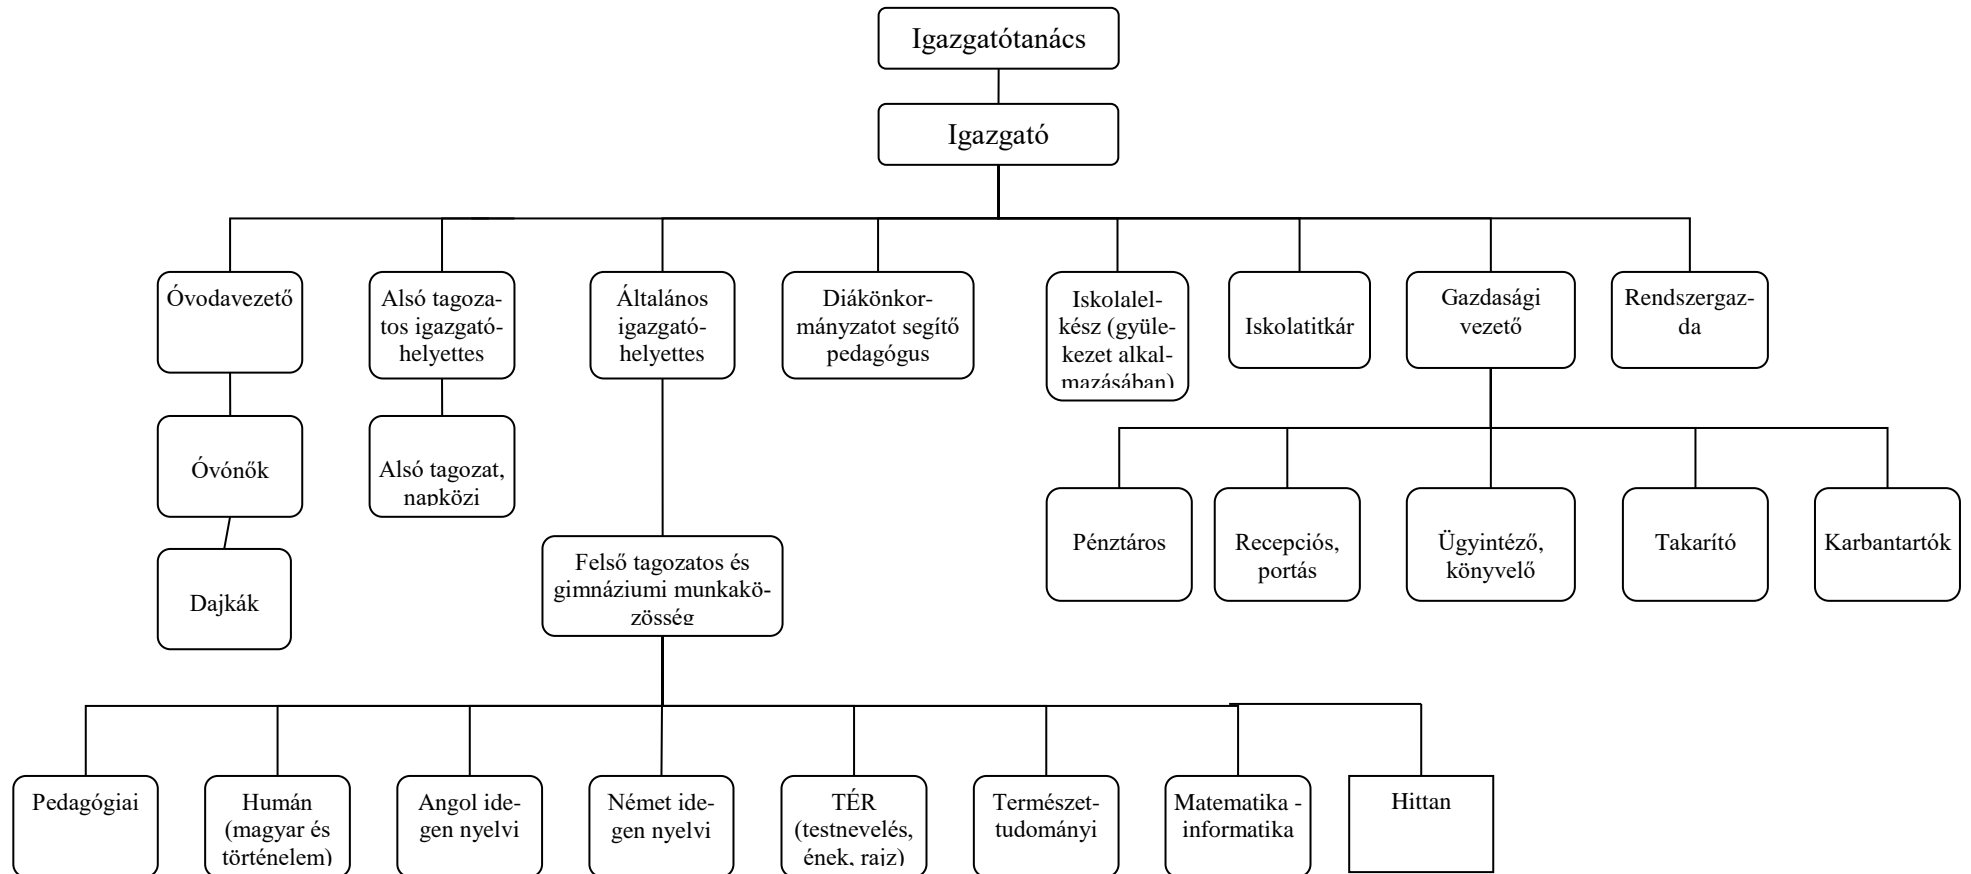 Igazgatótanács
Igazgató
Óvodavezető
Alsó tagoza-
tos igazgató-
helyettes
Általános
igazgató-
helyettes
Diákönkor-
mányzatot segítő
pedagógus
Iskolalel-
kész (gyüle-
kezet alkal-
mazásában)
Iskolatitkár
Gazdasági
vezető
Rendszergaz-
da
Óvónők
Alsó tagozat,
napközi
Dajkák
Felső tagozatos és
gimnáziumi munkakö-
zösség
Pénztáros
Recepciós,
portás
Ügyintéző,
könyvelő
Takarító
Karbantartók
Pedagógiai
Humán
(magyar és
történelem)
Angol ide-
gen nyelvi
Német ide-
gen nyelvi
TÉR
(testnevelés,
ének, rajz)
Természet-
tudományi
Matematika -
informatika
Hittan